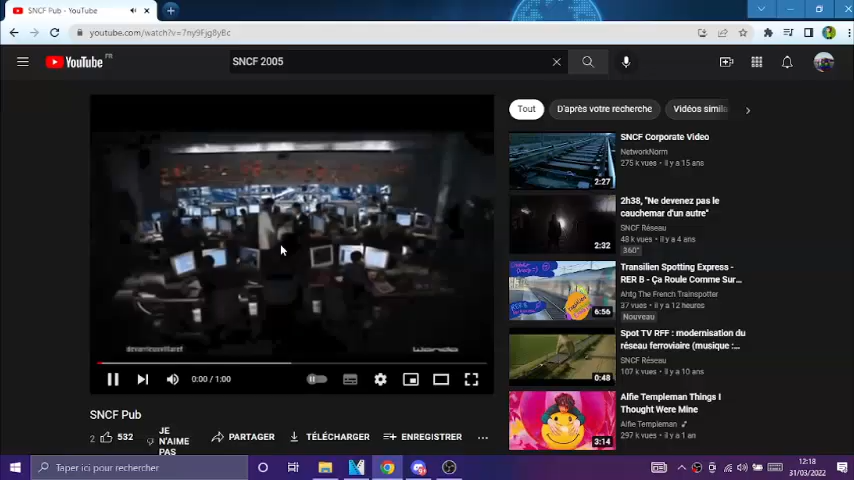 SNCF Pub - YouTube
youtube.com/watch?v=7ny9Fjg8yBc
YouTube FR
SNCF 2005
Tout
D'après votre recherche
Vidéos simila
SNCF Corporate Video
NetworkNorm
275 k vues • il y a 15 ans
2:27
2h38, "Ne devenez pas le
cauchemar d'un autre"
SNCF Réseau
48 k vues • il y a 4 ans
360°
2:32
Transilien Spotting Express -
RER B - Ça Roule Comme Sur...
Ahtg The French Trainspotter
37 vues • il y a 12 heures
Nouveau
6:56
Spot TV RFF : modernisation du
réseau ferroviaire (musique :...
SNCF Réseau
107 k vues • il y a 10 ans
0:48
Alfie Templeman Things I
Thought Were Mine
Alfie Templeman
297 k vues • il y a 1 an
3:14
devarrieuxvillaret
Wanda
0:00 / 1:00
SNCF Pub
2
532
JE
N'AIME
PAS
PARTAGER
TÉLÉCHARGER
ENREGISTRER
...
Taper ici pour rechercher
12:18
31/03/2022